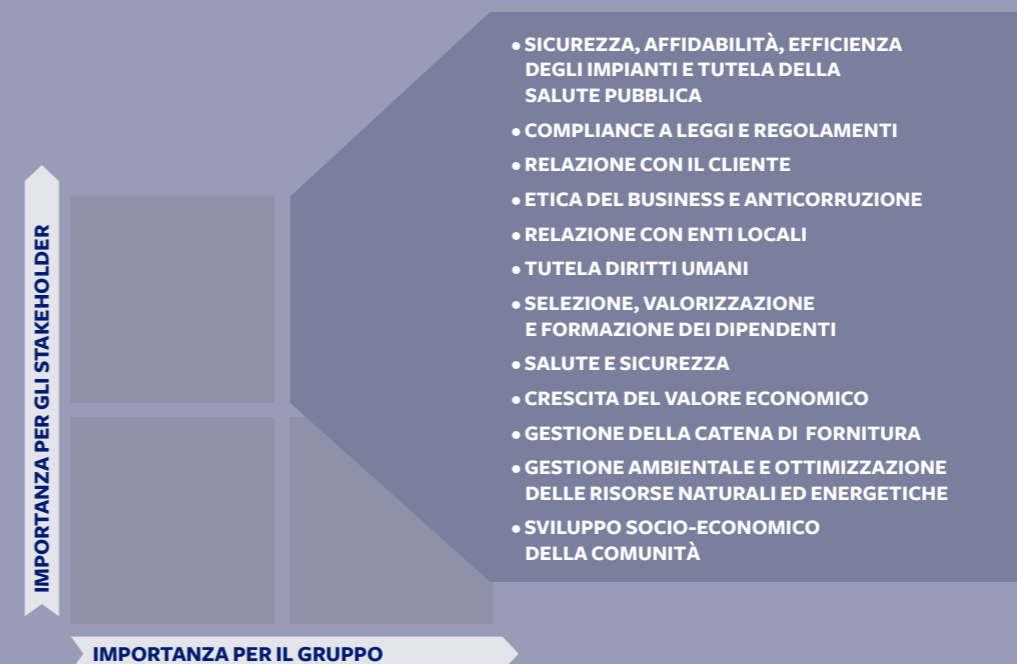 • SICUREZZA, AFFIDABILITÀ, EFFICIENZA
DEGLI IMPIANTI E TUTELA DELLA
SALUTE PUBBLICA
• COMPLIANCE A LEGGI E REGOLAMENTI
• RELAZIONE CON IL CLIENTE
• ETICA DEL BUSINESS E ANTICORRUZIONE
• RELAZIONE CON ENTI LOCALI
• TUTELA DIRITTI UMANI
• SELEZIONE, VALORIZZAZIONE
E FORMAZIONE DEI DIPENDENTI
• SALUTE E SICUREZZA
• CRESCITA DEL VALORE ECONOMICO
• GESTIONE DELLA CATENA DI FORNITURA
• GESTIONE AMBIENTALE E OTTIMIZZAZIONE
DELLE RISORSE NATURALI ED ENERGETICHE
• SVILUPPO SOCIO-ECONOMICO
DELLA COMUNITÀ
IMPORTANZA PER GLI STAKEHOLDER
IMPORTANZA PER IL GRUPPO